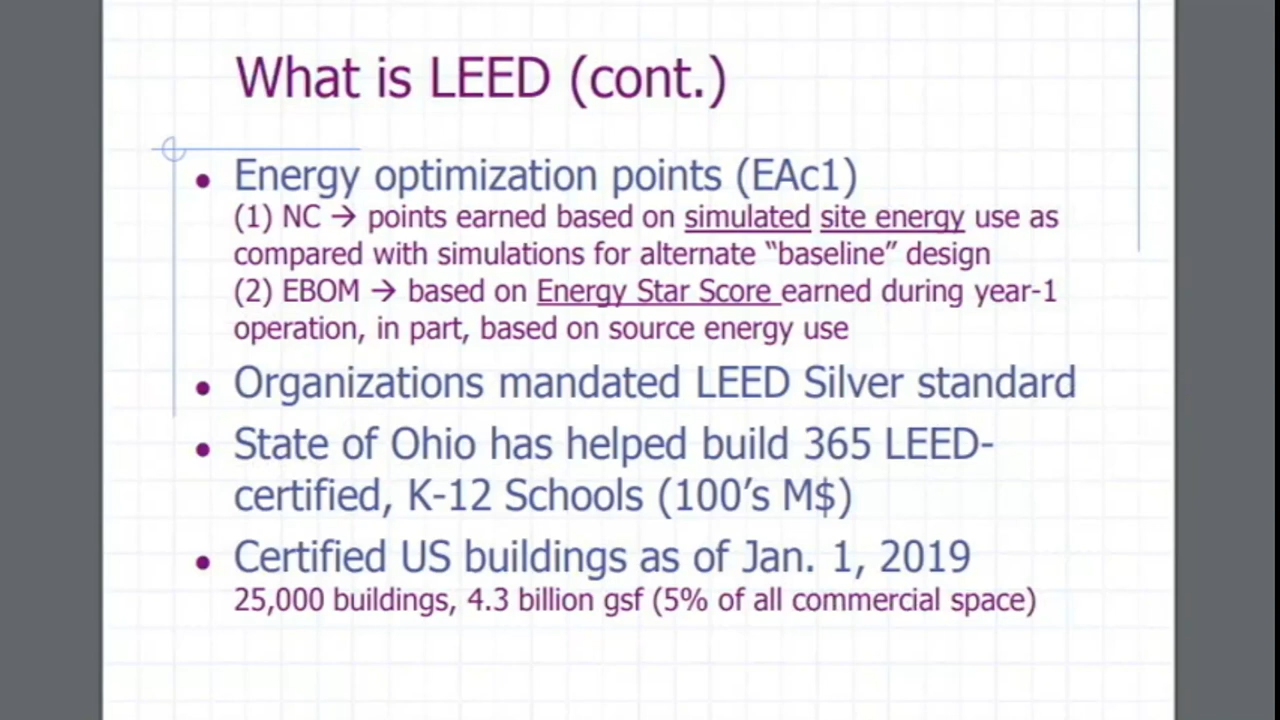 What is LEED (cont.)
• Energy optimization points (EAc1)
(1) NC → points earned based on simulated site energy use as
compared with simulations for alternate “baseline” design
(2) EBOM → based on Energy Star Score earned during year-1
operation, in part, based on source energy use
• Organizations mandated LEED Silver standard
• State of Ohio has helped build 365 LEED-
certified, K-12 Schools (100’s M$)
• Certified US buildings as of Jan. 1, 2019
25,000 buildings, 4.3 billion gsf (5% of all commercial space)